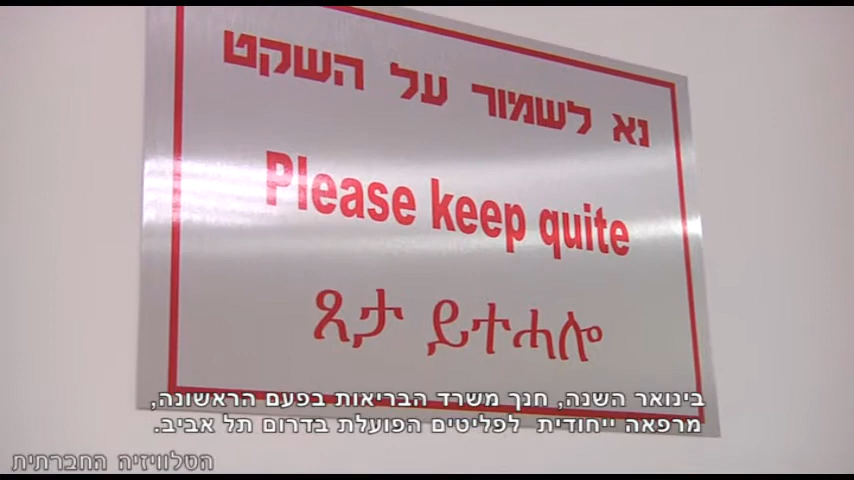 נא לשמור על השקט
Please keep quite
ጸታ ይተሓሎ
בינואר השנה, חנך משרד הבריאות בפעם הראשונה,
מרפאה ייחודית לפליטים הפועלת בדרום תל אביב.
הטלוויזיה החברתית